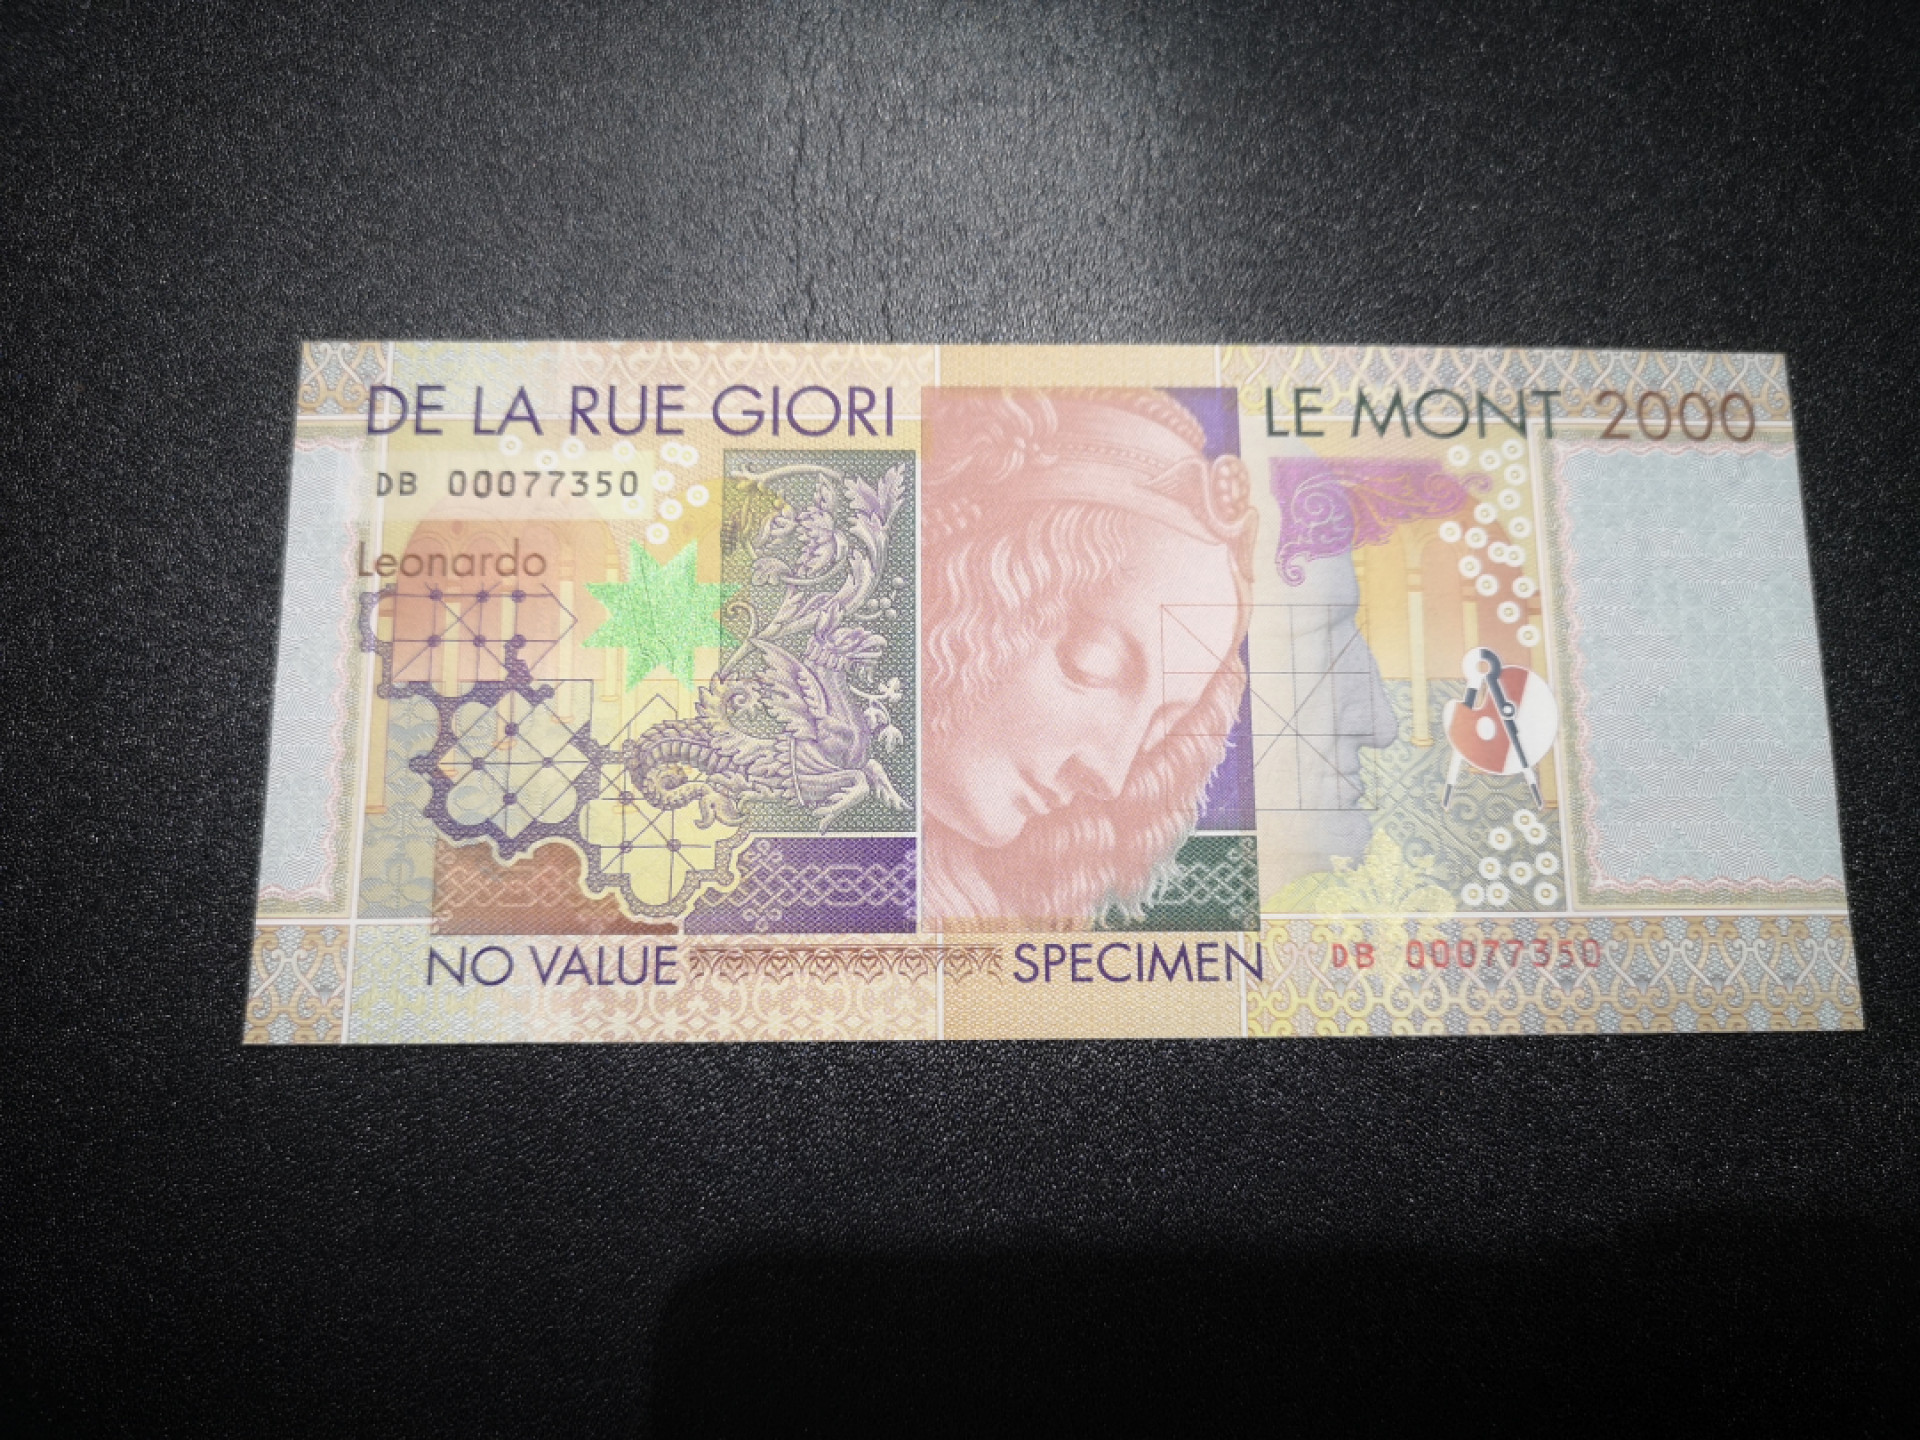 DE LA RUE GIORI
LE MONT 2000
DB 00077350
Leonardo
NO VALUE
SPECIMEN
DB 00077350